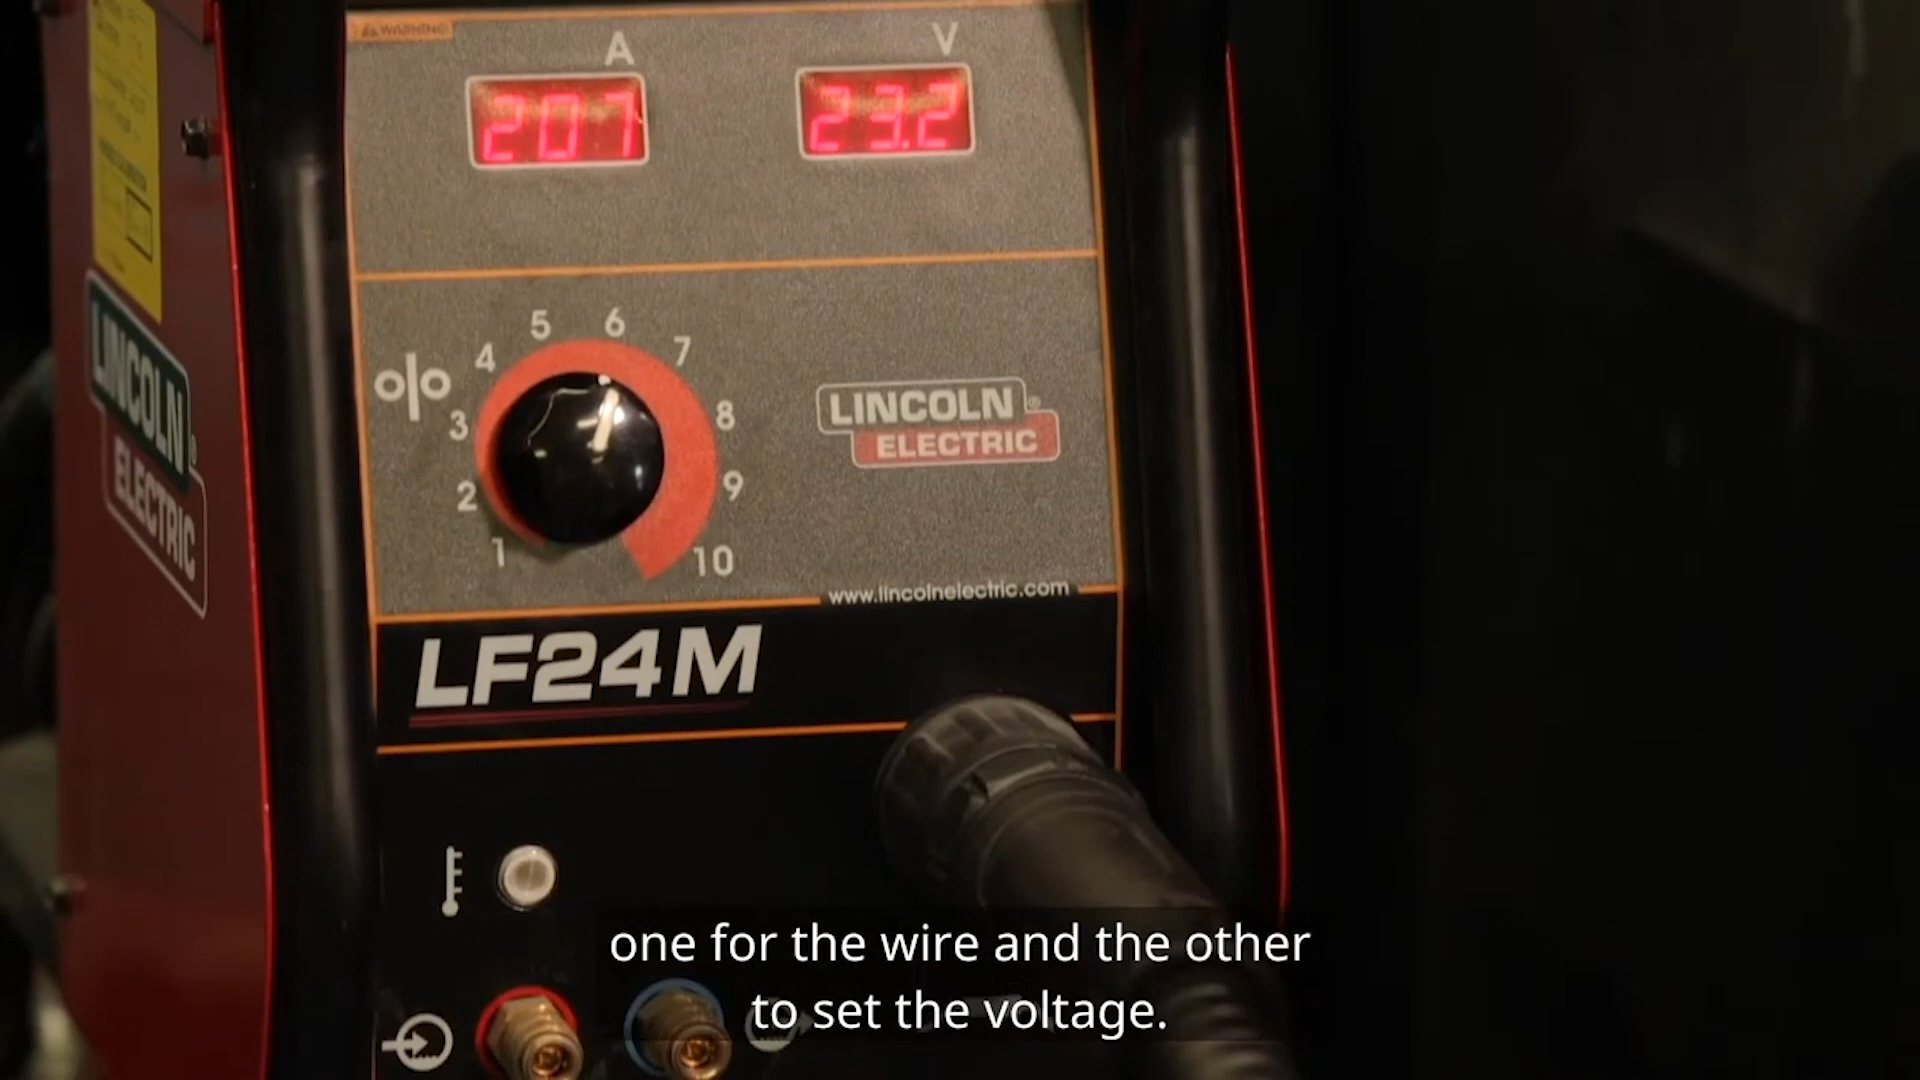 WARNING
A
V
207
23.2
5
6
4
7
3
8
2
9
1
10
LINCOLN®
ELECTRIC
LINCOLN®
ELECTRIC
www.lincolnelectric.com
LF24M
one for the wire and the other
to set the voltage.